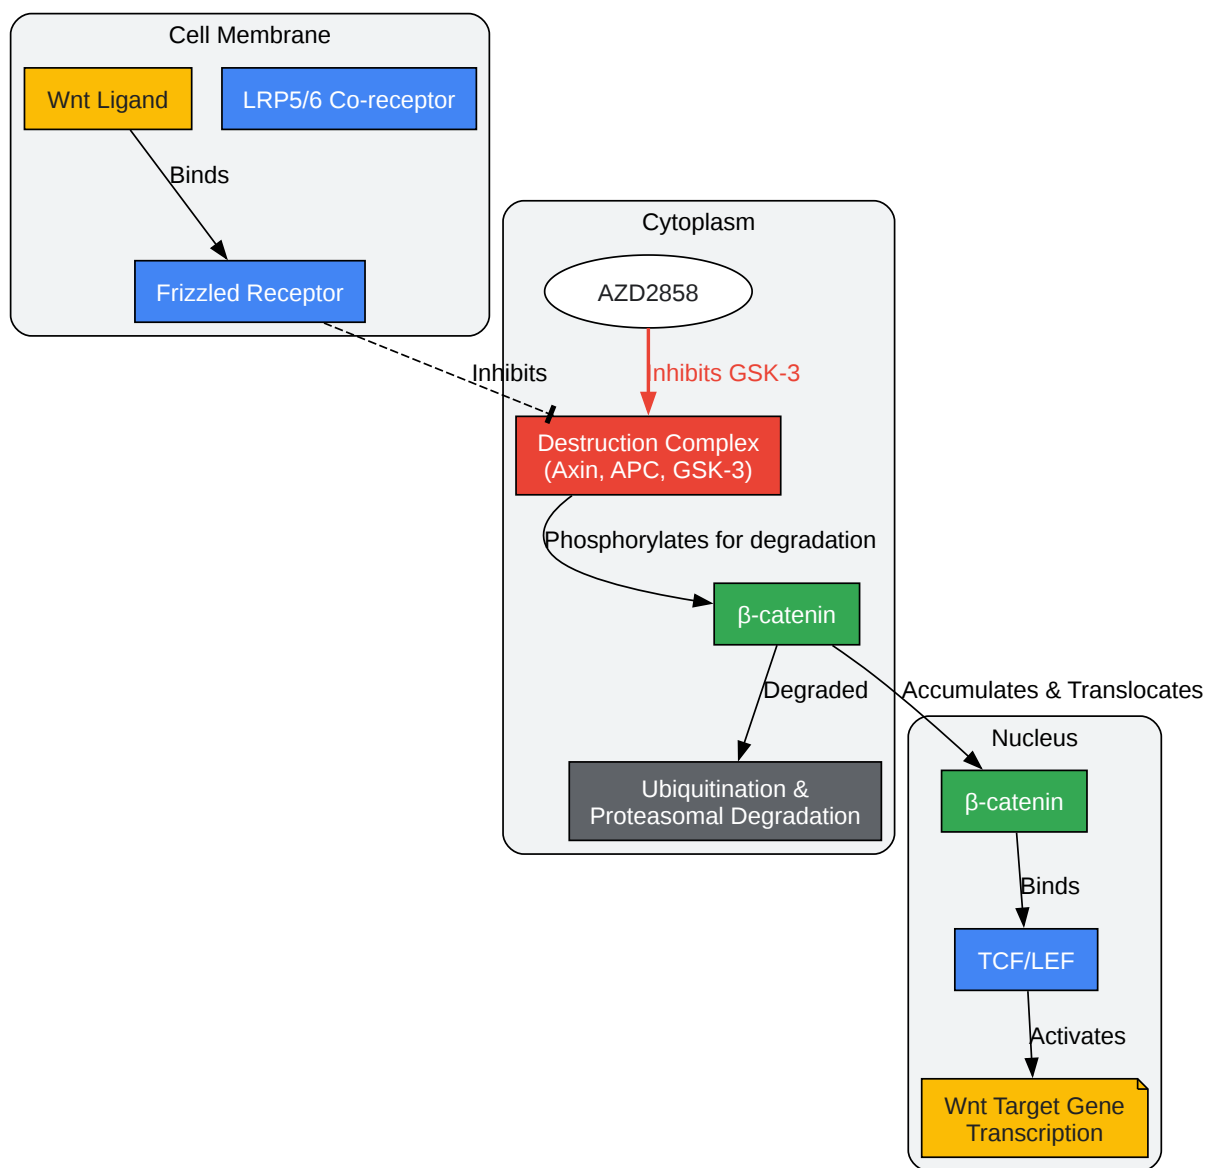 Cell Membrane
Wnt Ligand
LRP5/6 Co-receptor
Binds
Frizzled Receptor
Cytoplasm
AZD2858
Inhibits
Inhibits GSK-3
Destruction Complex
(Axin, APC, GSK-3)
Phosphorylates for degradation
β-catenin
Degraded
Accumulates & Translocates
Ubiquitination &
Proteasomal Degradation
Nucleus
β-catenin
Binds
TCF/LEF
Activates
Wnt Target Gene
Transcription